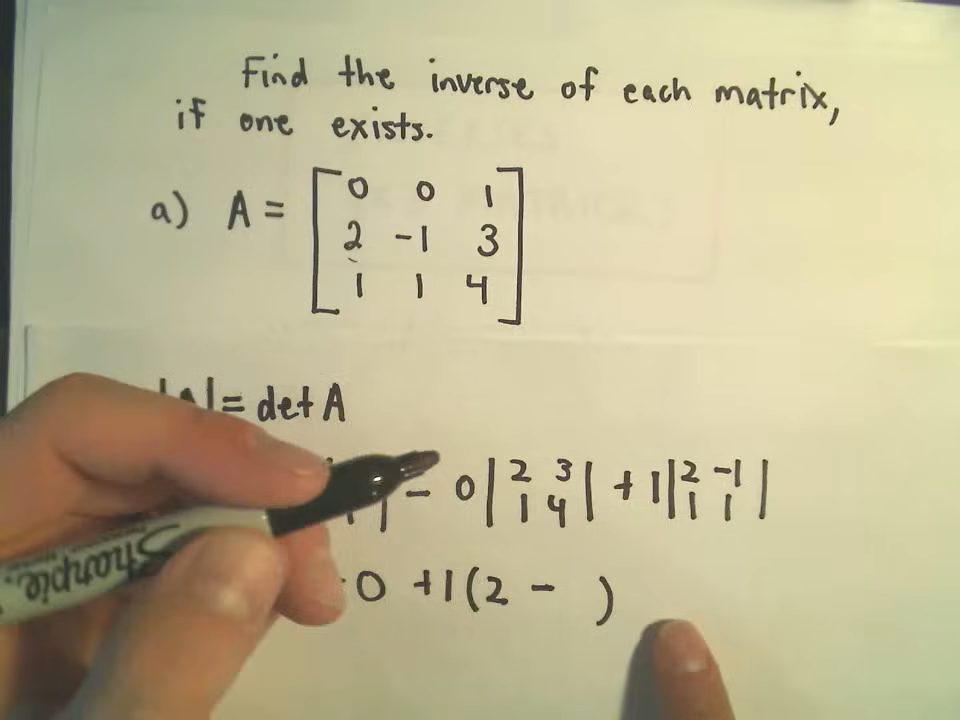 Find the inverse of each matrix,
if one exists.
a) A = [ 0 0 1
2 -1 3
1 1 4 ]
|A| = det A
- 0 | 2 3 | + 1 | 2 -1 |
| 1 4 | | 1 1 |
0 + 1 ( 2 - )
Sharpie